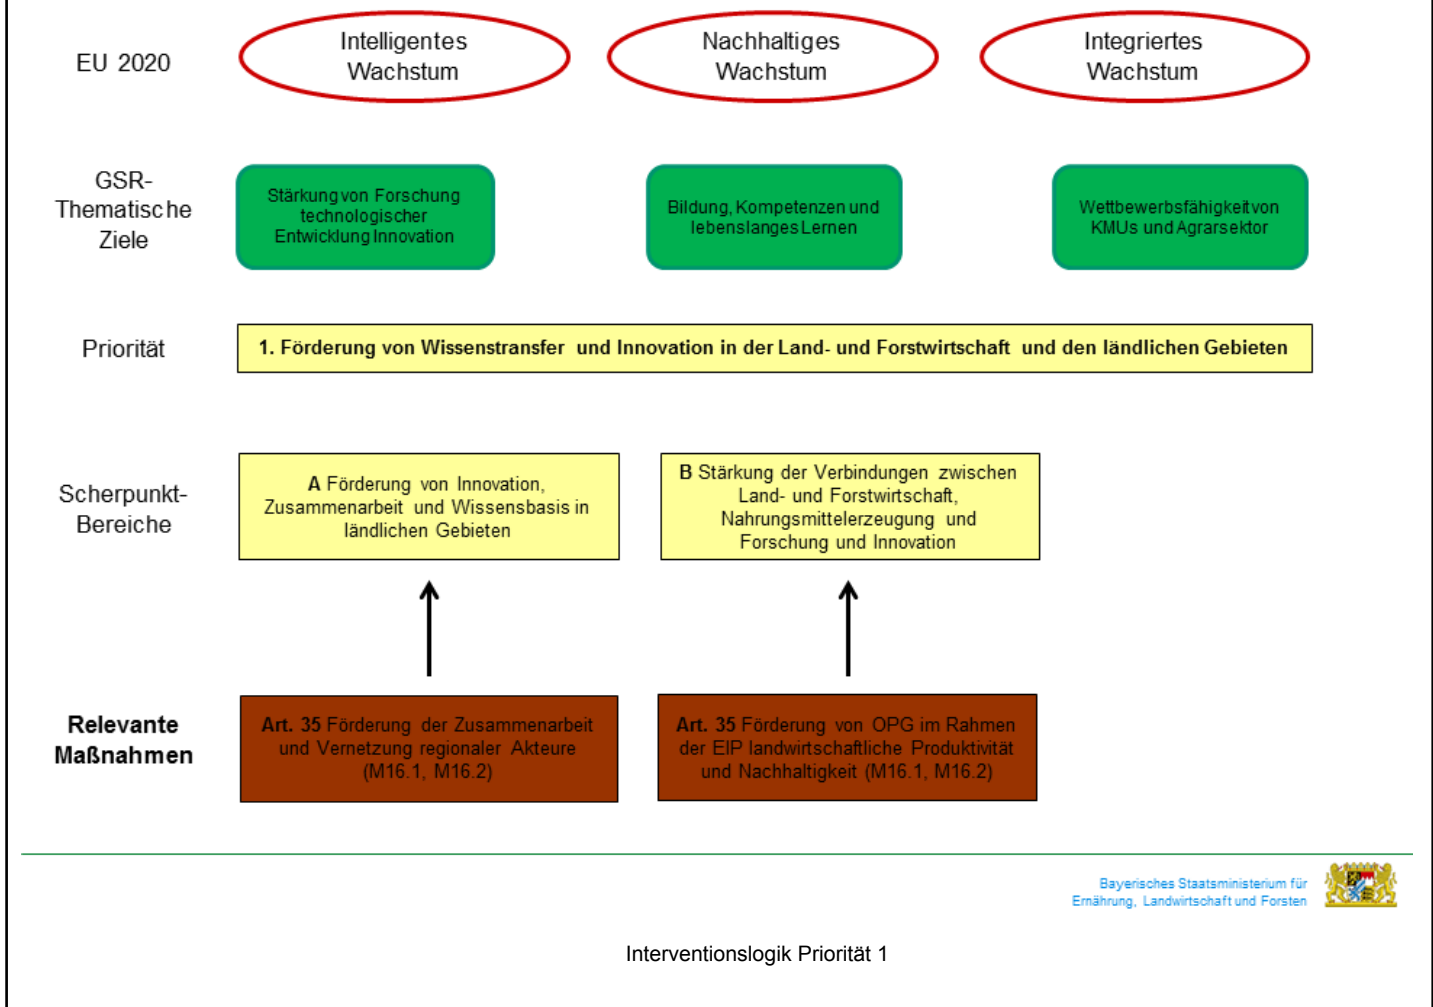 EU 2020
Intelligentes
Wachstum
Nachhaltiges
Wachstum
Integriertes
Wachstum
GSR-
Thematische
Ziele
Stärkung von Forschung
technologischer
Entwicklung Innovation
Bildung, Kompetenzen und
lebenslanges Lernen
Wettbewerbsfähigkeit von
KMUs und Agrarsektor
Priorität
1. Förderung von Wissenstransfer und Innovation in der Land- und Forstwirtschaft und den ländlichen Gebieten
Scherpunkt-
Bereiche
A Förderung von Innovation,
Zusammenarbeit und Wissensbasis in
ländlichen Gebieten
B Stärkung der Verbindungen zwischen
Land- und Forstwirtschaft,
Nahrungsmittelerzeugung und
Forschung und Innovation
Relevante
Maßnahmen
Art. 35 Förderung der Zusammenarbeit
und Vernetzung regionaler Akteure
(M16.1, M16.2)
Art. 35 Förderung von OPG im Rahmen
der EIP landwirtschaftliche Produktivität
und Nachhaltigkeit (M16.1, M16.2)
Bayerisches Staatsministerium für
Ernährung, Landwirtschaft und Forsten
Interventionslogik Priorität 1